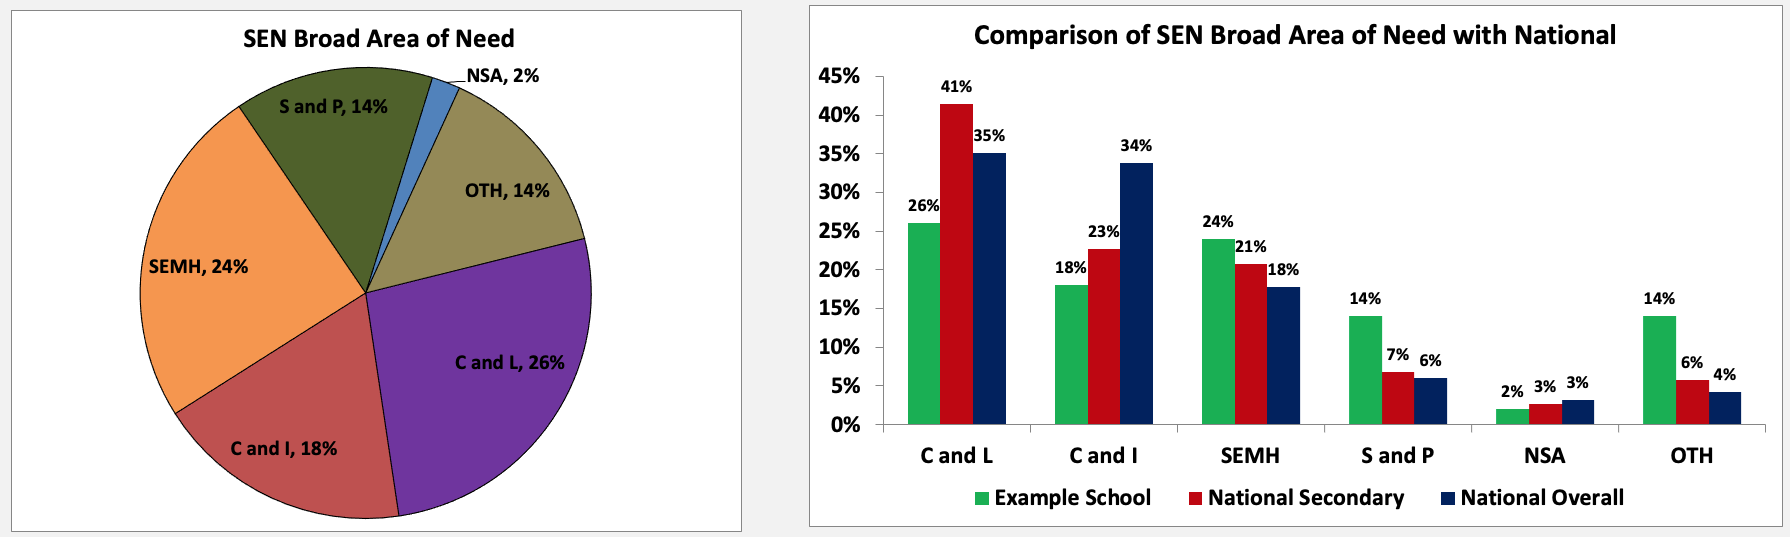 SEN Broad Area of Need
NSA, 2%
S and P, 14%
OTH, 14%
SEMH, 24%
C and L, 26%
C and I, 18%
Comparison of SEN Broad Area of Need with National
45%
40%
35%
30%
25%
20%
15%
10%
5%
0%
26%
41%
35%
18%
23%
34%
24%
21%
18%
14%
7%
6%
2%
3%
3%
14%
6%
4%
C and L
C and I
SEMH
S and P
NSA
OTH
Example School
National Secondary
National Overall